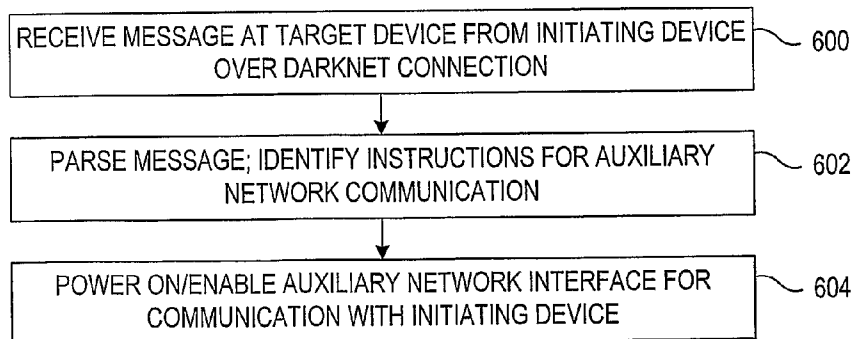 RECEIVE MESSAGE AT TARGET DEVICE FROM INITIATING DEVICE
OVER DARKNET CONNECTION
600
PARSE MESSAGE; IDENTIFY INSTRUCTIONS FOR AUXILIARY
NETWORK COMMUNICATION
602
POWER ON/ENABLE AUXILIARY NETWORK INTERFACE FOR
COMMUNICATION WITH INITIATING DEVICE
604